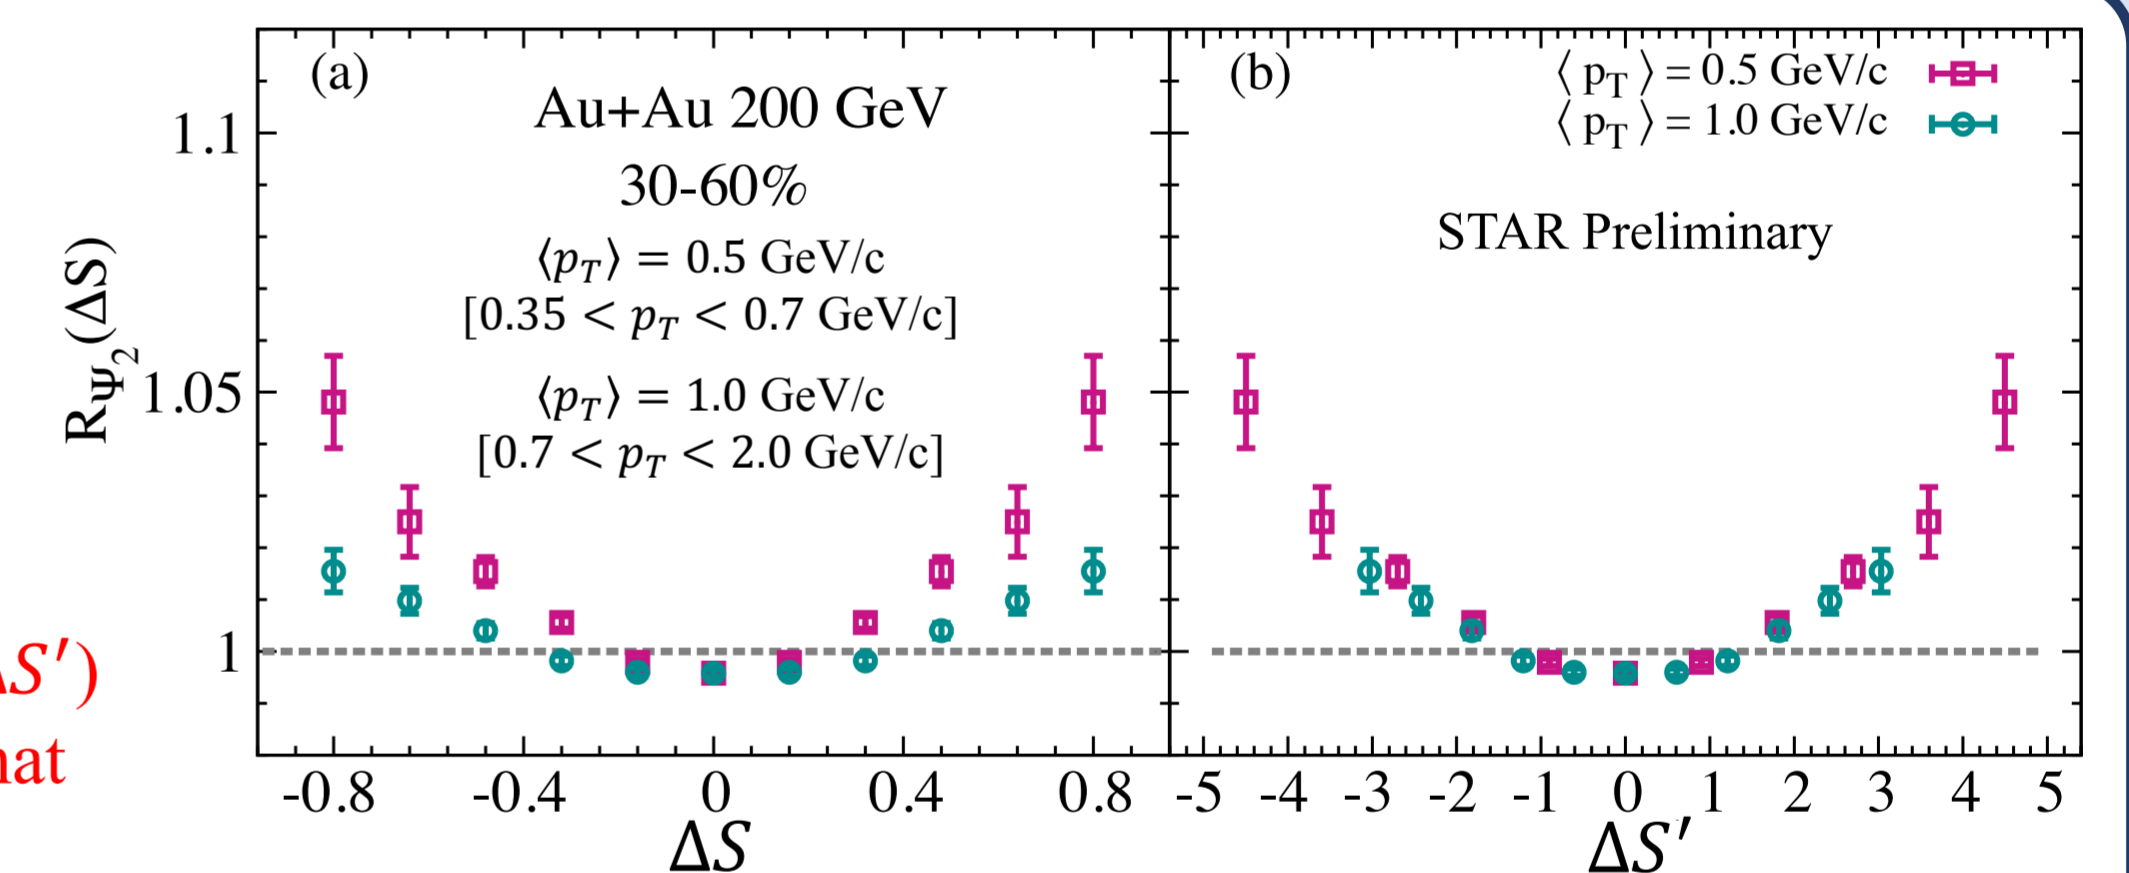 (a)
Au+Au 200 GeV
30-60%
⟨p_T⟩ = 0.5 GeV/c
[0.35 < p_T < 0.7 GeV/c]
⟨p_T⟩ = 1.0 GeV/c
[0.7 < p_T < 2.0 GeV/c]
R_Ψ₂(ΔS)
1.1
1.05
1
-0.8 -0.4 0 0.4 0.8
ΔS
(b)
⟨ p_T ⟩ = 0.5 GeV/c
⟨ p_T ⟩ = 1.0 GeV/c
STAR Preliminary
-5 -4 -3 -2 -1 0 1 2 3 4 5
ΔS′
S′)